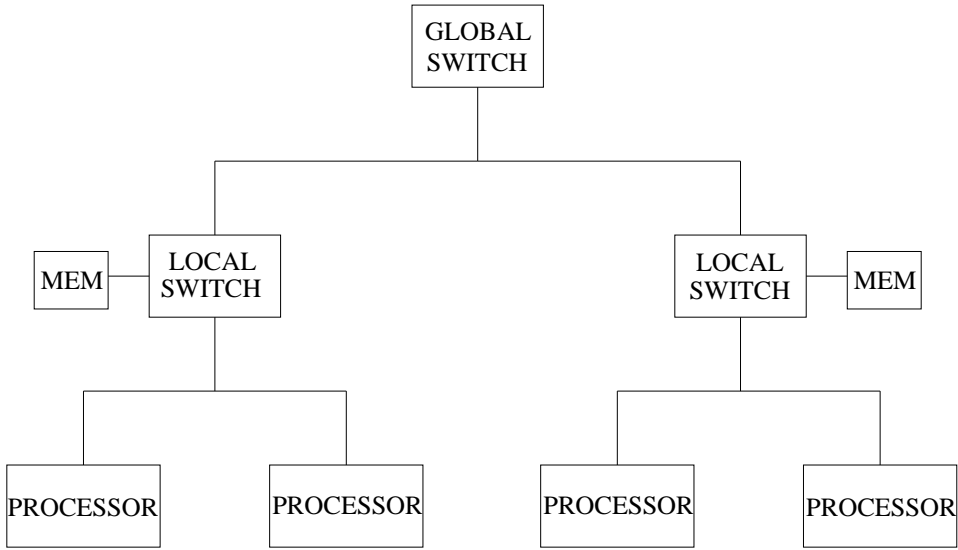 GLOBAL
SWITCH
MEM
LOCAL
SWITCH
LOCAL
SWITCH
MEM
PROCESSOR
PROCESSOR
PROCESSOR
PROCESSOR